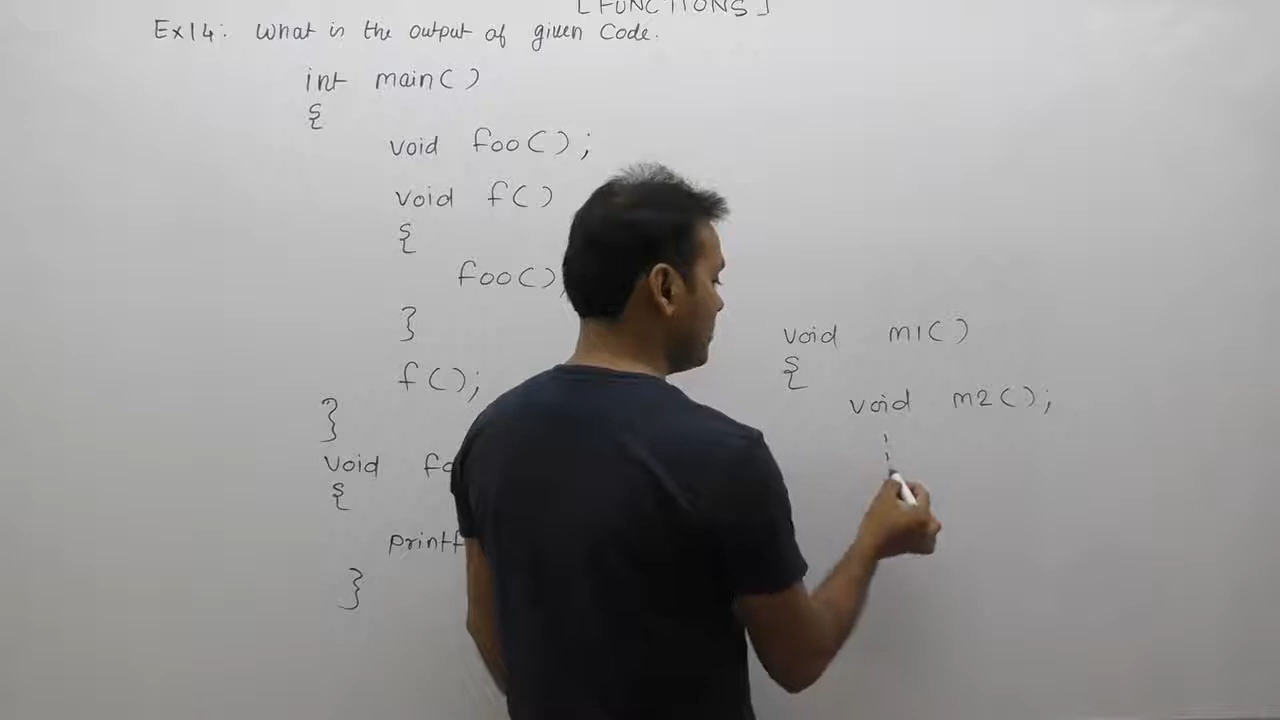 [FUNCTIONS]
Ex14: What is the output of given Code.
int main()
{
void foo();
void f()
{
foo()
}
f();
}
void
{
printf
}
void m1()
{
void m2();